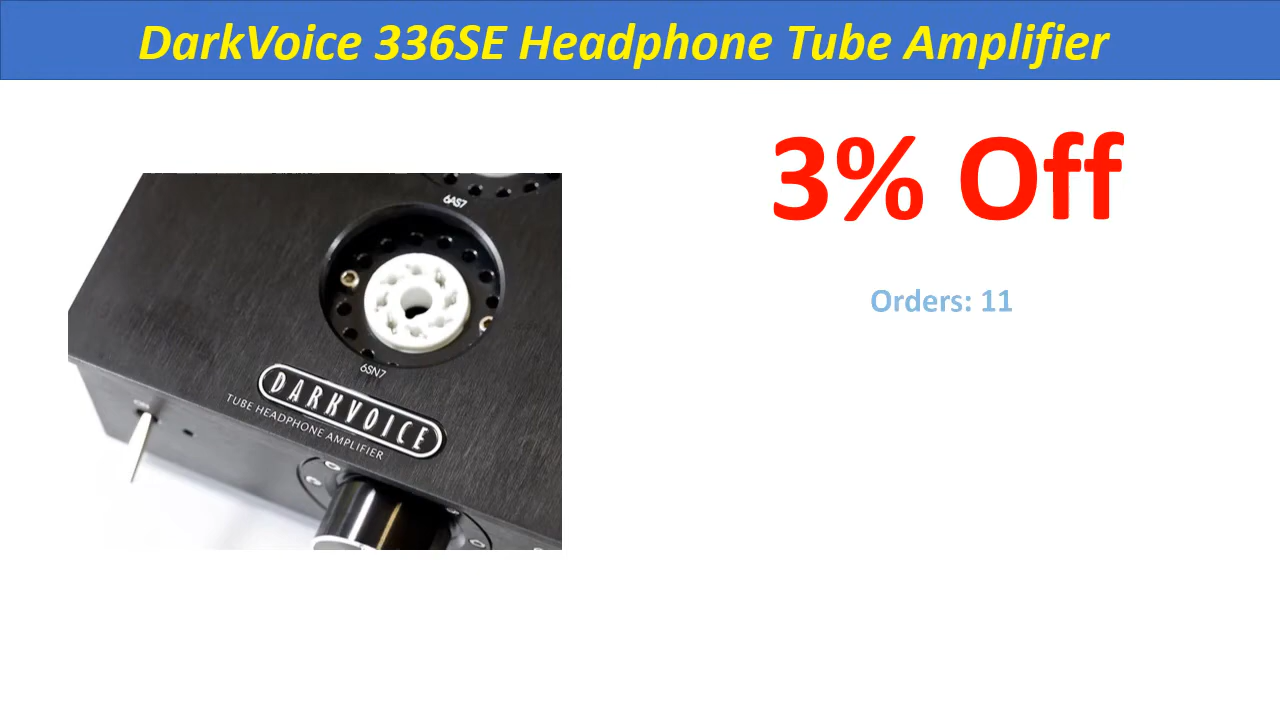 DarkVoice 336SE Headphone Tube Amplifier
3% Off
Orders: 11
6AS7
6SN7
DARKVOICE
TUBE HEADPHONE AMPLIFIER